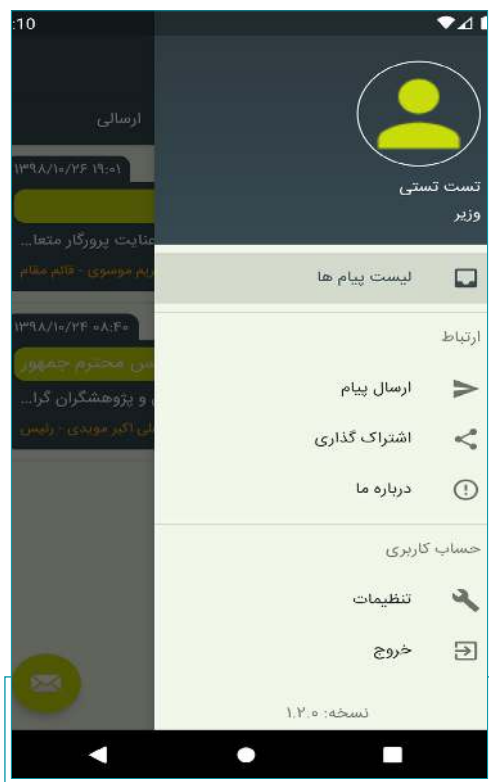 :10
ارسالی
۱۳۹۸/۱۰/۲۶ ۱۹:۰۱
عنایت پرورگار متعا...
ریم موسوی - قائم مقام
۱۳۹۸/۱۰/۲۴ ۰۸:۴۰
س محترم جمهور
و پژوهشگران گرا...
لی اکبر مویدی - رئیس
تست تستی
وزیر
لیست پیام ها
ارتباط
ارسال پیام
اشتراک گذاری
درباره ما
حساب کاربری
تنظیمات
خروج
نسخه: ۱.۲.۰